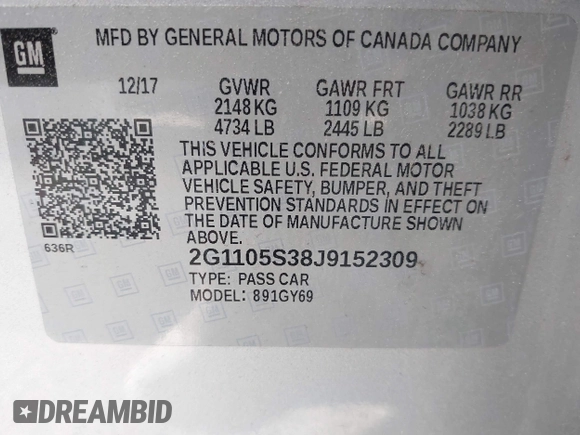 GM
MFD BY GENERAL MOTORS OF CANADA COMPANY
12/17 GVWR GAWR FRT GAWR RR
2148 KG 1109 KG 1038 KG
4734 LB 2445 LB 2289 LB
THIS VEHICLE CONFORMS TO ALL
APPLICABLE U.S. FEDERAL MOTOR
VEHICLE SAFETY, BUMPER, AND THEFT
PREVENTION STANDARDS IN EFFECT ON
THE DATE OF MANUFACTURE SHOWN
ABOVE.
636R
2G1105S38J9152309
TYPE: PASS CAR
MODEL: 891GY69
DREAMBID